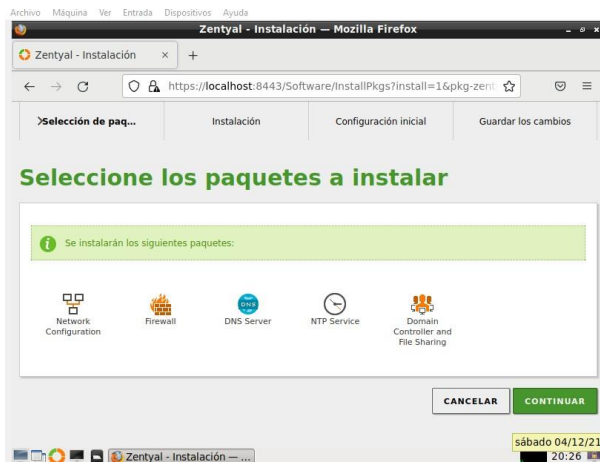 Archivo Máquina Ver Entrada Dispositivos Ayuda
Zentyal - Instalación — Mozilla Firefox
Zentyal - Instalación
https://localhost:8443/Software/InstallPkgs?install=1&pkg-zent
Selección de paq...
Instalación
Configuración inicial
Guardar los cambios
Seleccione los paquetes a instalar
Se instalarán los siguientes paquetes:
Network
Configuration
Firewall
DNS
DNS Server
NTP Service
Domain
Controller and
File Sharing
CANCELAR
CONTINUAR
sábado 04/12/21
Zentyal - Instalación — ...
20:26